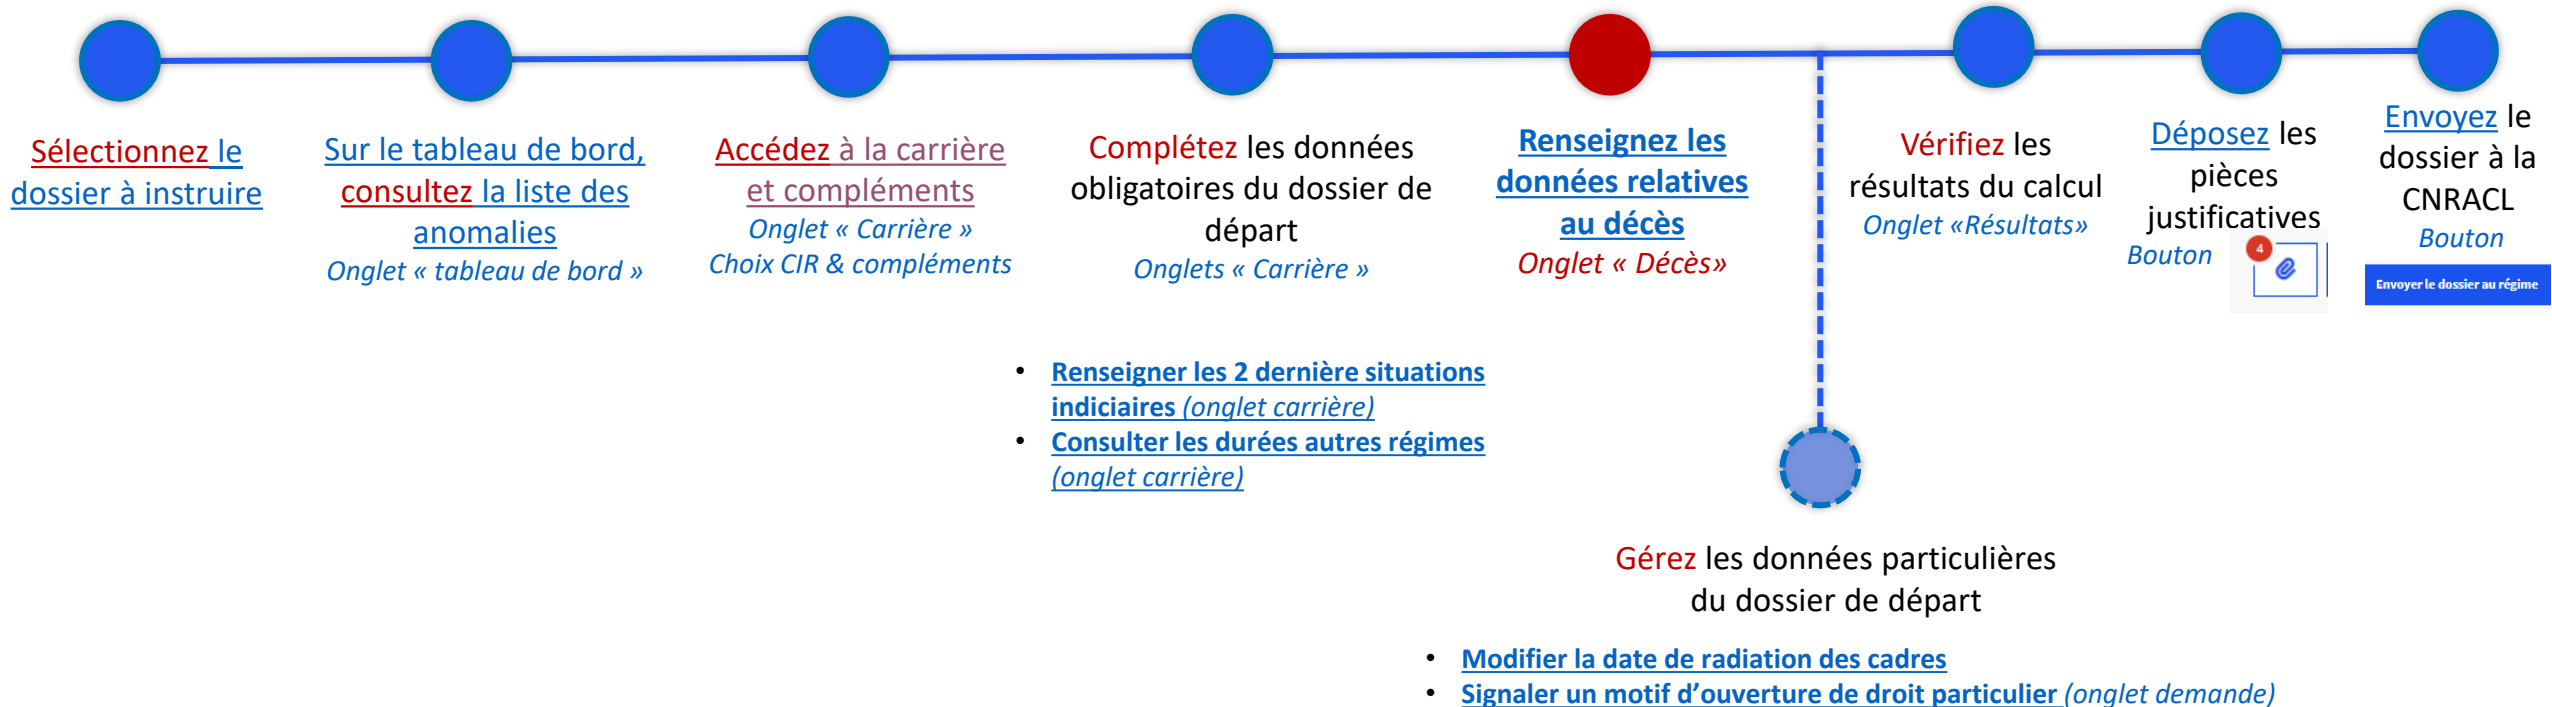 Sélectionnez le
dossier à instruire
Sur le tableau de bord,
consultez la liste des
anomalies
Onglet « tableau de bord »
Accédez à la carrière
et compléments
Onglet « Carrière »
Choix CIR & compléments
Complétez les données
obligatoires du dossier de
départ
Onglets « Carrière »
• Renseigner les 2 dernière situations
indiciaires (onglet carrière)
• Consulter les durées autres régimes
(onglet carrière)
Renseignez les
données relatives
au décès
Onglet « Décès»
Gérez les données particulières
du dossier de départ
• Modifier la date de radiation des cadres
• Signaler un motif d’ouverture de droit particulier (onglet demande)
Vérifiez les
résultats du calcul
Onglet «Résultats»
Déposez les
pièces
justificatives
Bouton
4
Envoyez le
dossier à la
CNRACL
Bouton
Envoyer le dossier au régime